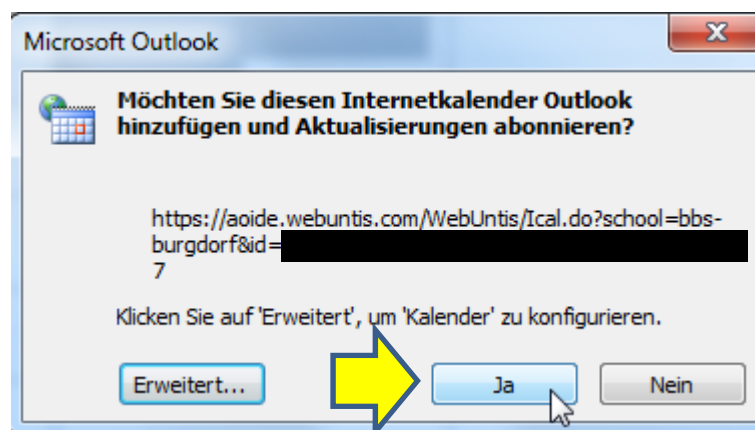 Microsoft Outlook
Möchten Sie diesen Internetkalender Outlook
hinzufügen und Aktualisierungen abonnieren?
https://aoide.webuntis.com/WebUntis/Ical.do?school=bbs-
burgdorf&id=
7
Klicken Sie auf 'Erweitert', um 'Kalender' zu konfigurieren.
Erweitert... Ja Nein